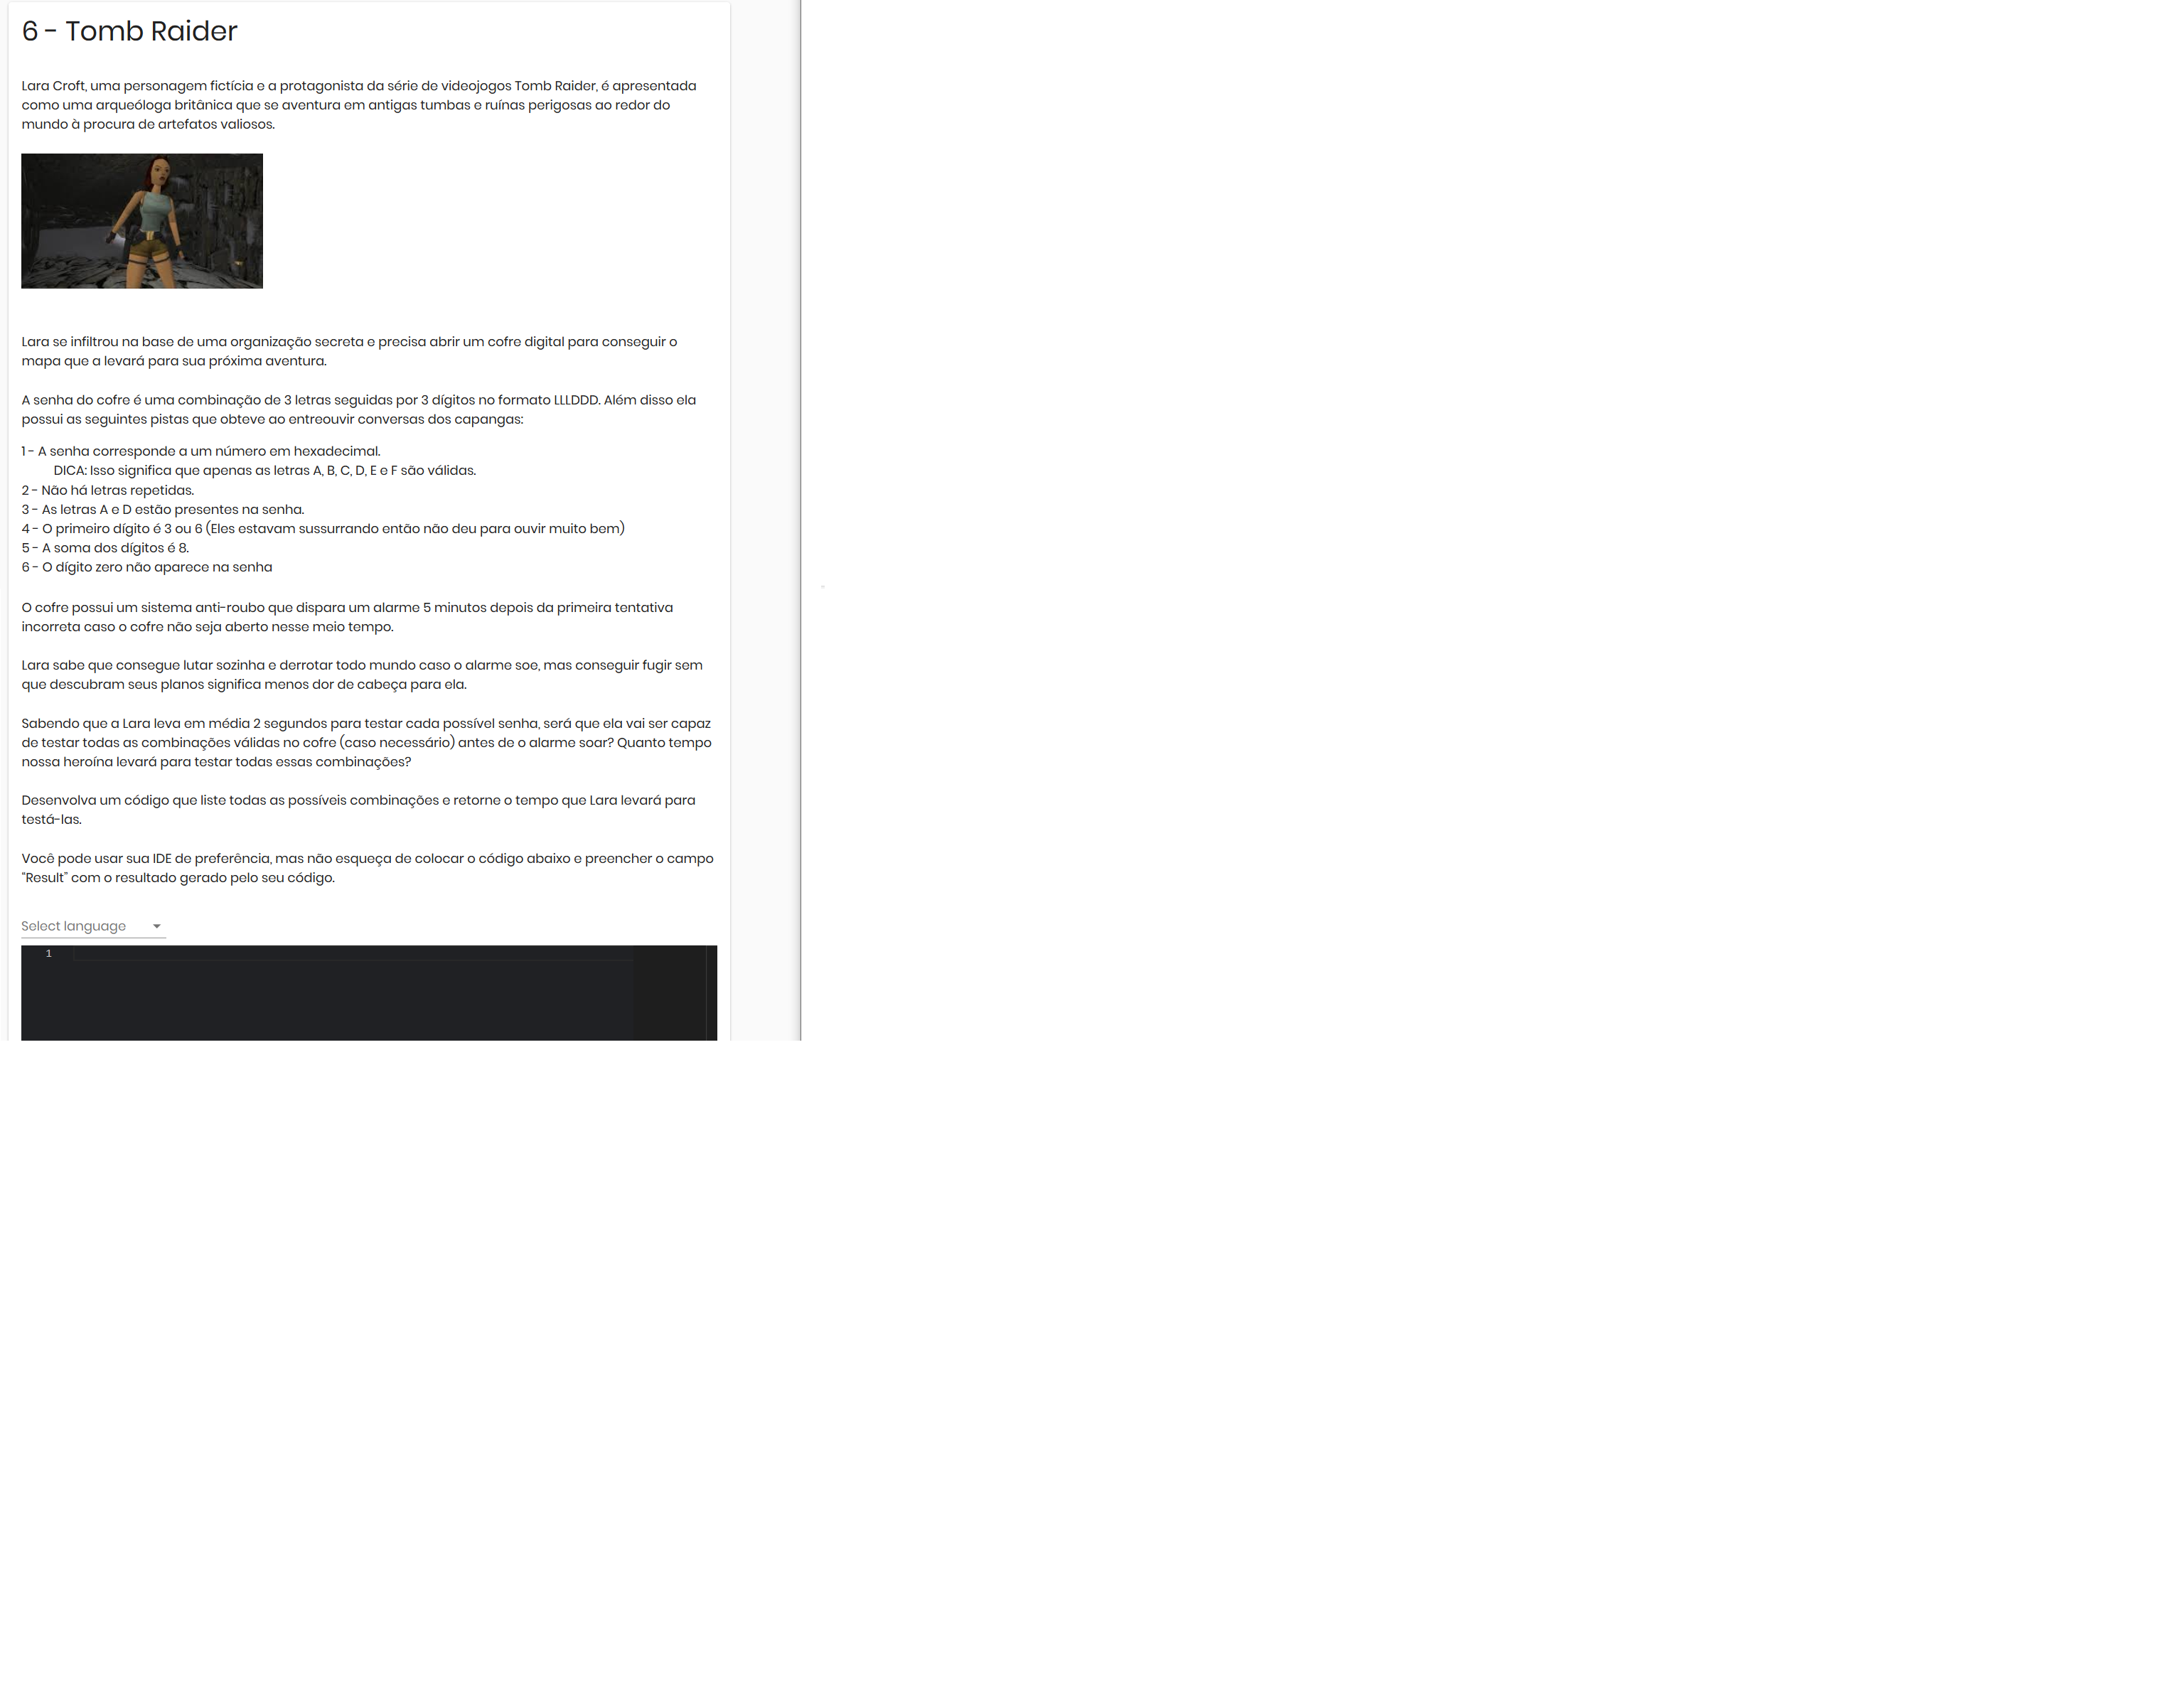 6 - Tomb Raider
Lara Croft, uma personagem fictícia e a protagonista da série de videojogos Tomb Raider, é apresentada
como uma arqueóloga britânica que se aventura em antigas tumbas e ruínas perigosas ao redor do
mundo à procura de artefatos valiosos.
Lara se infiltrou na base de uma organização secreta e precisa abrir um cofre digital para conseguir o
mapa que a levará para sua próxima aventura.
A senha do cofre é uma combinação de 3 letras seguidas por 3 dígitos no formato LLLDDD. Além disso ela
possui as seguintes pistas que obteve ao entreouvir conversas dos capangas:
1 - A senha corresponde a um número em hexadecimal.
DICA: Isso significa que apenas as letras A, B, C, D, E e F são válidas.
2 - Não há letras repetidas.
3 - As letras A e D estão presentes na senha.
4 - O primeiro dígito é 3 ou 6 (Eles estavam sussurrando então não deu para ouvir muito bem)
5 - A soma dos dígitos é 8.
6 - O dígito zero não aparece na senha
O cofre possui um sistema anti-roubo que dispara um alarme 5 minutos depois da primeira tentativa
incorreta caso o cofre não seja aberto nesse meio tempo.
Lara sabe que consegue lutar sozinha e derrotar todo mundo caso o alarme soe, mas conseguir fugir sem
que descubram seus planos significa menos dor de cabeça para ela.
Sabendo que a Lara leva em média 2 segundos para testar cada possível senha, será que ela vai ser capaz
de testar todas as combinações válidas no cofre (caso necessário) antes de o alarme soar? Quanto tempo
nossa heroína levará para testar todas essas combinações?
Desenvolva um código que liste todas as possíveis combinações e retorne o tempo que Lara levará para
testá-las.
Você pode usar sua IDE de preferência, mas não esqueça de colocar o código abaixo e preencher o campo
"Result" com o resultado gerado pelo seu código.
Select language
1